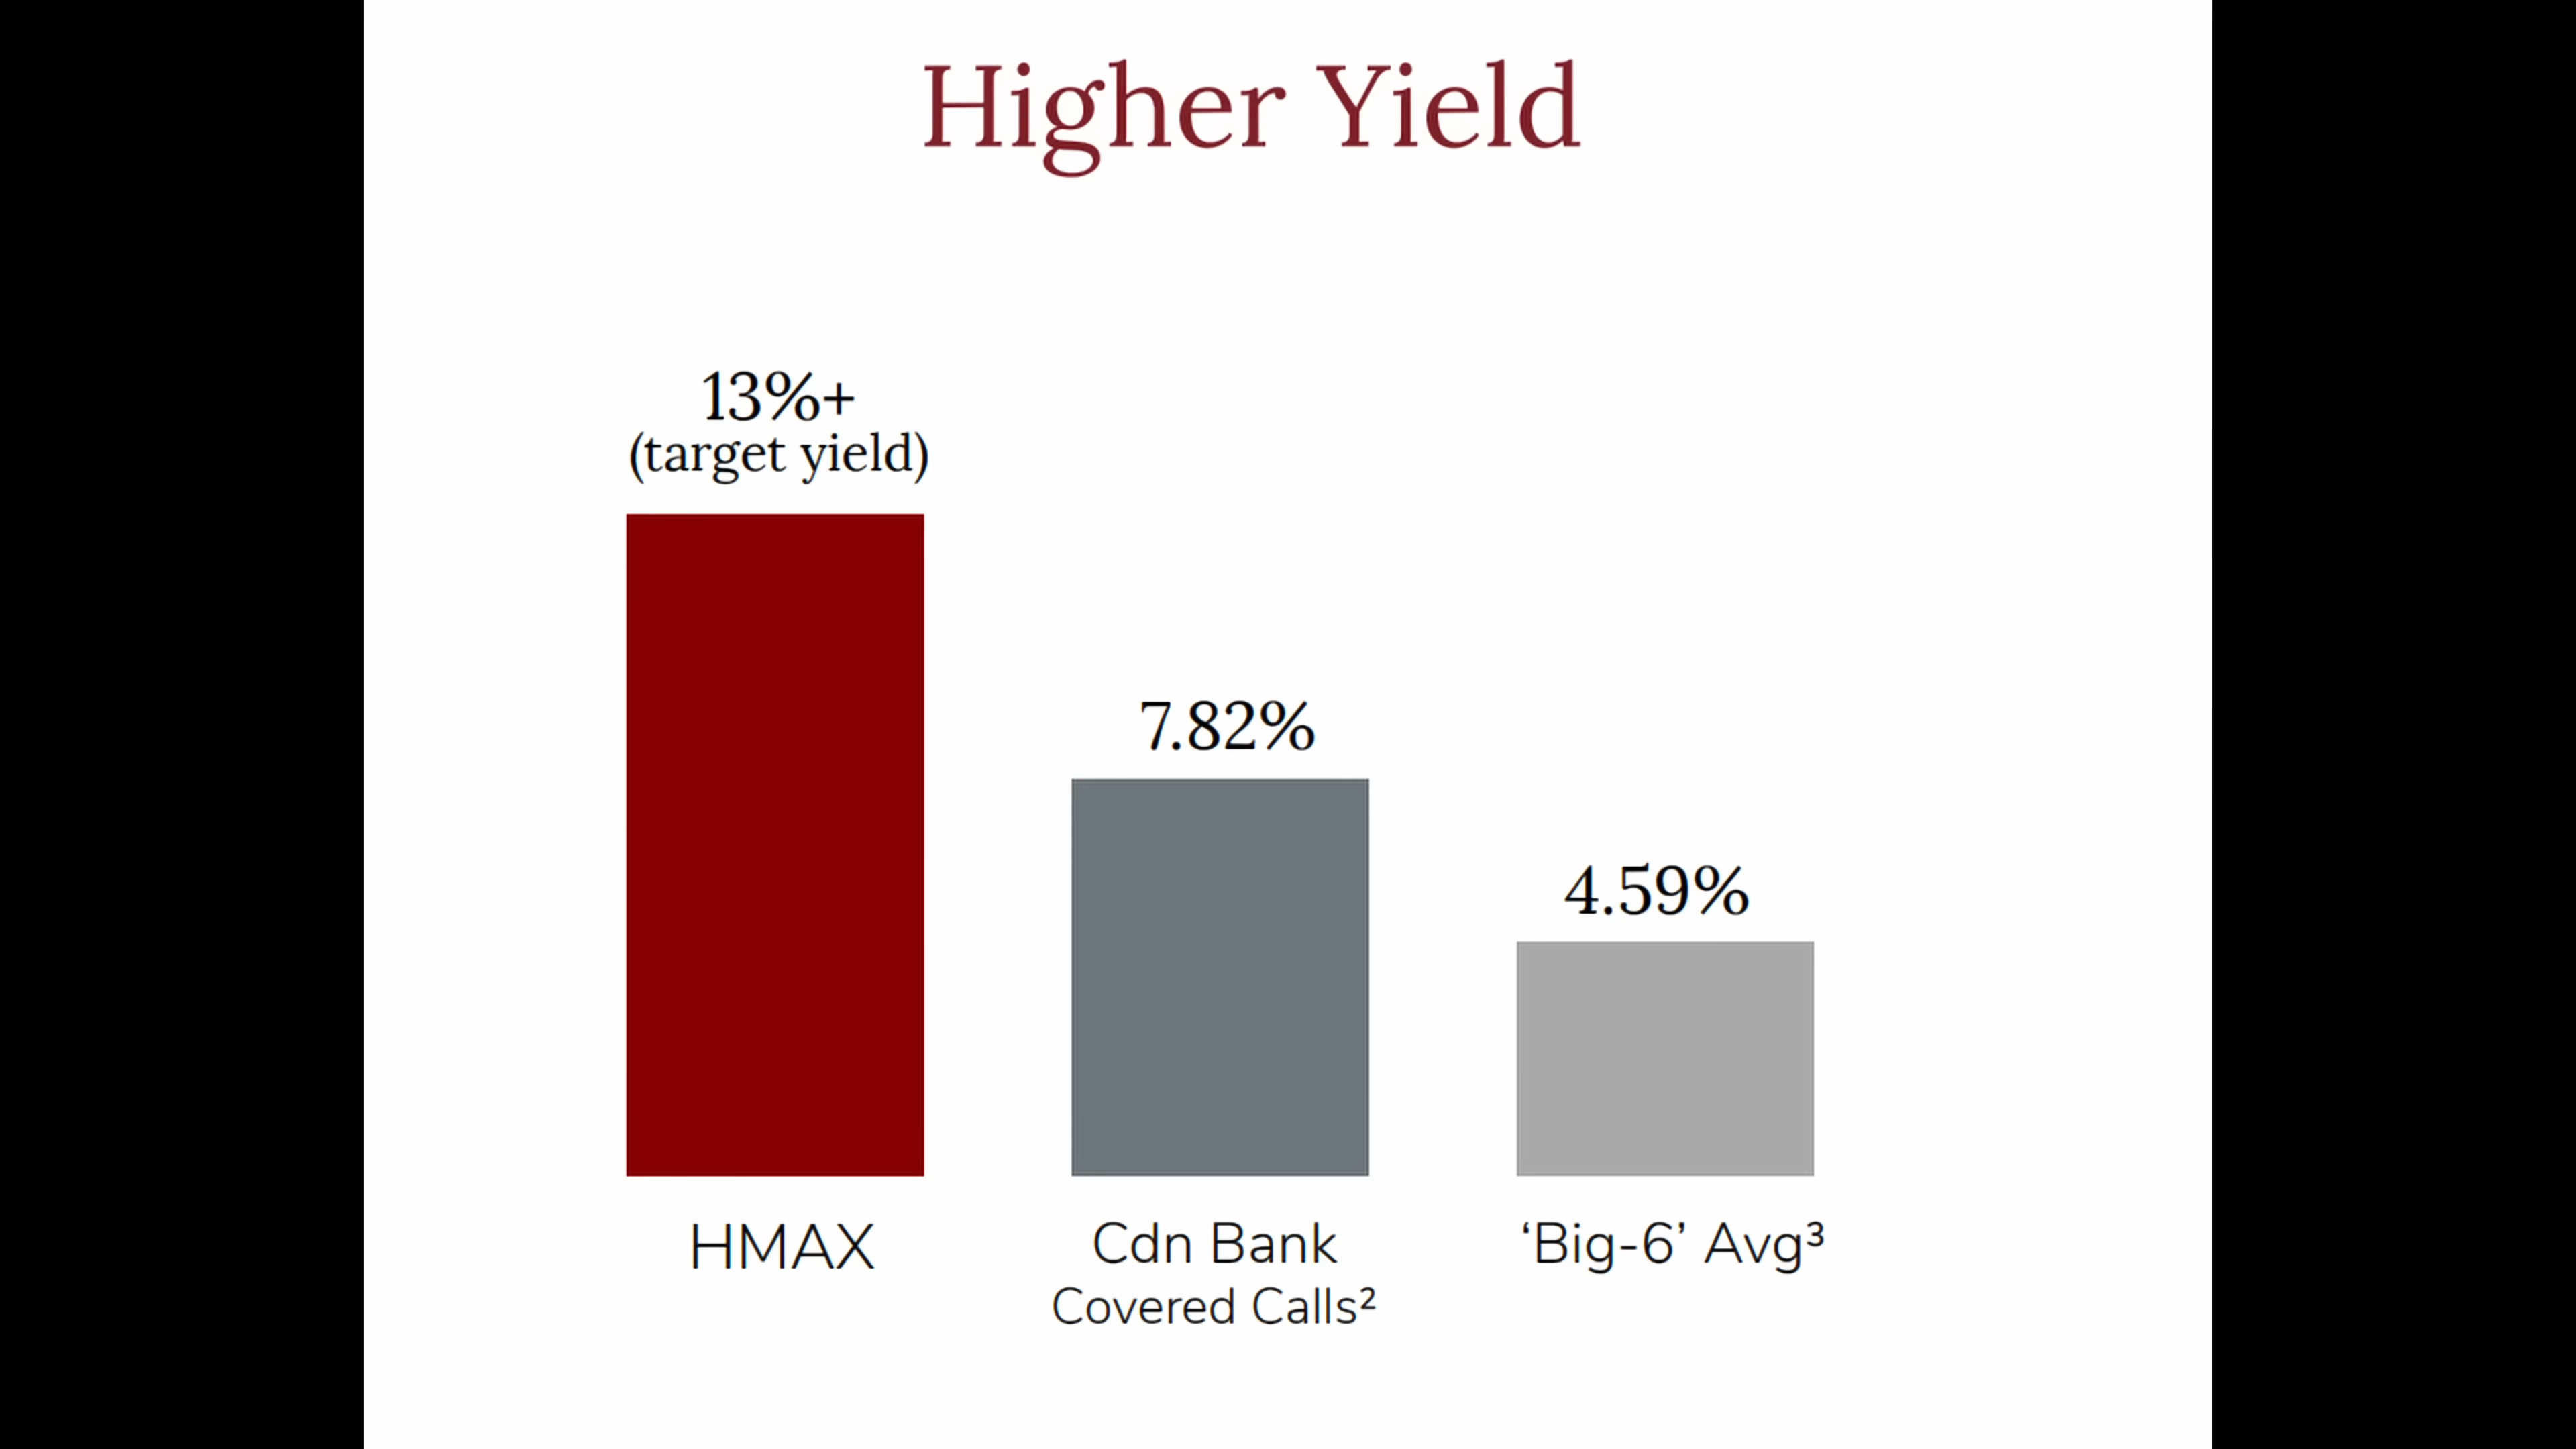 Higher Yield
13%+
(target yield)
7.82%
4.59%
HMAX
Cdn Bank
Covered Calls²
‘Big-6’ Avg³